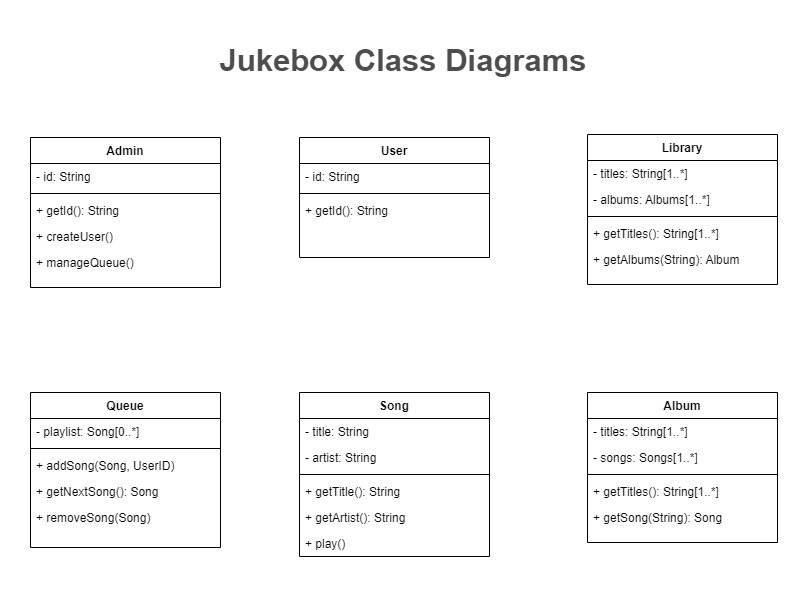 Jukebox Class Diagrams
Admin
- id: String
+ getId(): String
+ createUser()
+ manageQueue()
User
- id: String
+ getId(): String
Library
- titles: String[1..*]
- albums: Albums[1..*]
+ getTitles(): String[1..*]
+ getAlbums(String): Album
Queue
- playlist: Song[0..*]
+ addSong(Song, UserID)
+ getNextSong(): Song
+ removeSong(Song)
Song
- title: String
- artist: String
+ getTitle(): String
+ getArtist(): String
+ play()
Album
- titles: String[1..*]
- songs: Songs[1..*]
+ getTitles(): String[1..*]
+ getSong(String): Song